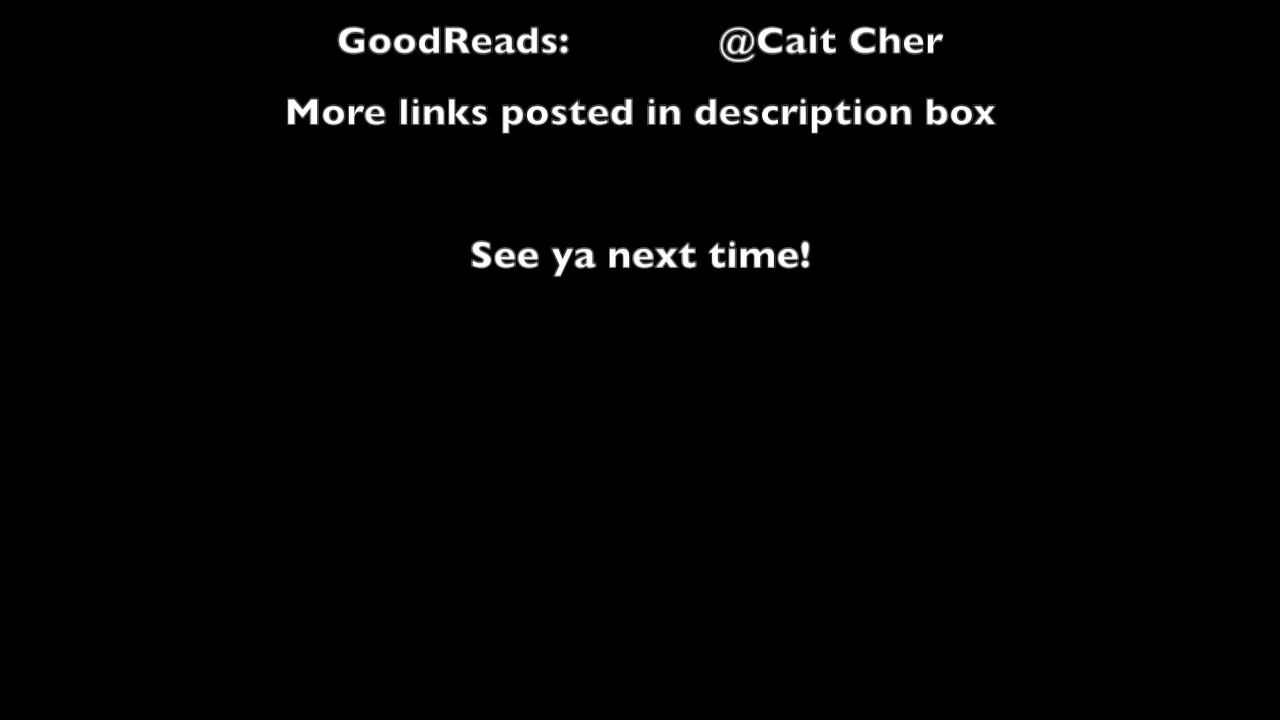 GoodReads: @Cait Cher
More links posted in description box
See ya next time!